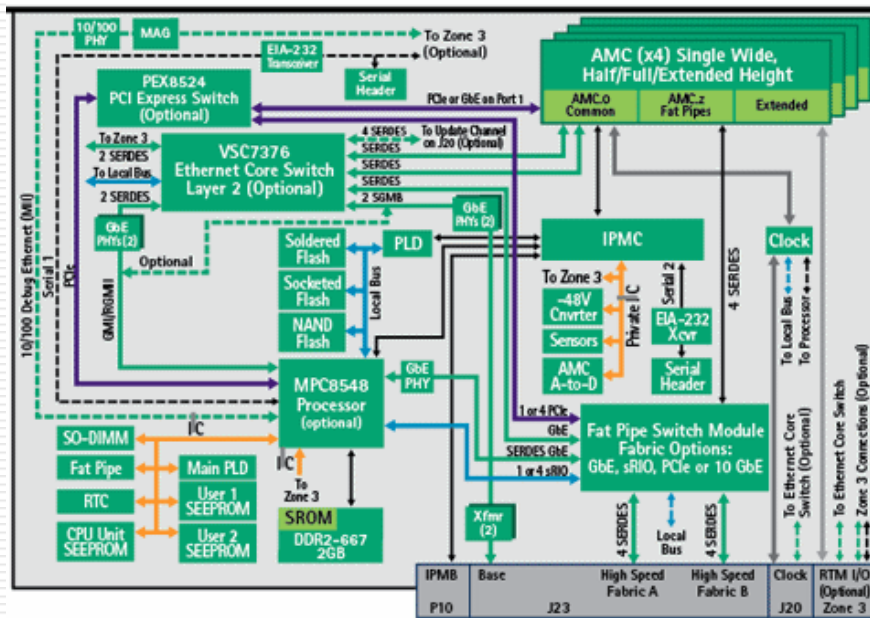 10/100
PHY
MAG
To Zone 3
(Optional)
EIA-232
Transceiver
Serial
Header
PEX8524
PCI Express Switch
(Optional)
PCIe or GbE on Port 1
AMC (x4) Single Wide,
Half/Full/Extended Height
AMC.0
Common
AMC.2
Fat Pipes
Extended
To Zone 3
2 SERDES
To Local Bus
2 SERDES
VSC7376
Ethernet Core Switch
Layer 2 (Optional)
4 SERDES
To Update Channel
on J20 (Optional)
SERDES
SERDES
SERDES
2 SGMB
GbE
PHYs (2)
GbE
PHYs (2)
Optional
10/100 Debug Ethernet (MII)
Serial 1
PCIe
GMI/RGMII
Soldered
Flash
Socketed
Flash
NAND
Flash
Local Bus
PLD
IPMC
To Zone 3
-48V
Cnvrter
Sensors
AMC
A-to-D
Private I²C
Serial 2
EIA-232
Xcvr
Serial
Header
4 SERDES
Clock
To Local Bus
To Processor
MPC8548
Processor
(optional)
GbE
PHY
1 or 4 PCIe
GbE
SERDES GbE
1 or 4 sRIO
Fat Pipe Switch Module
Fabric Options:
GbE, sRIO, PCIe or 10 GbE
I²C
SO-DIMM
Fat Pipe
RTC
CPU Unit
SEEPROM
Main PLD
User 1
SEEPROM
User 2
SEEPROM
I²C
To
Zone 3
SROM
DDR2-667
2GB
Xfmr
(2)
4 SERDES
Local
Bus
4 SERDES
To Ethernet Core
Switch (Optional)
To Ethernet Core Switch
Zone 3 Connections (Optional)
IPMB
P10
Base
J23
High Speed
Fabric A
High Speed
Fabric B
Clock
J20
RTM I/O
(Optional)
Zone 3